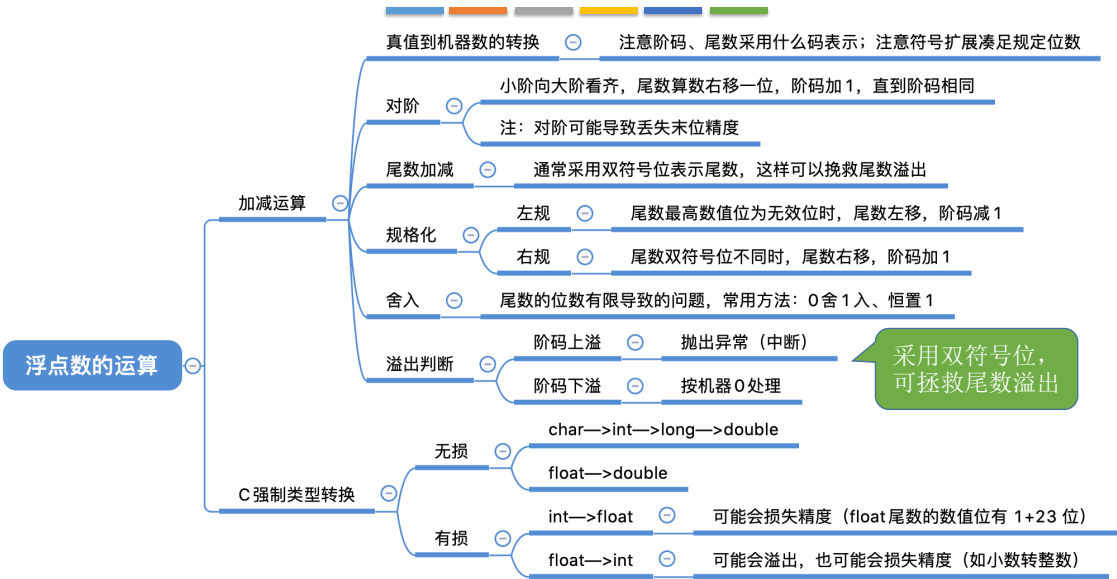 真值到机器数的转换
注意阶码、尾数采用什么码表示；注意符号扩展凑足规定位数
对阶
小阶向大阶看齐，尾数算数右移一位，阶码加1，直到阶码相同
注：对阶可能导致丢失末位精度
尾数加减
通常采用双符号位表示尾数，这样可以挽救尾数溢出
加减运算
规格化
左规
尾数最高数值位为无效位时，尾数左移，阶码减1
右规
尾数双符号位不同时，尾数右移，阶码加1
舍入
尾数的位数有限导致的问题，常用方法：0舍1入、恒置1
溢出判断
阶码上溢
抛出异常（中断）
阶码下溢
按机器0处理
采用双符号位，
可拯救尾数溢出
浮点数的运算
C强制类型转换
无损
char—>int—>long—>double
float—>double
有损
int—>float
可能会损失精度（float尾数的数值位有 1+23 位）
float—>int
可能会溢出，也可能会损失精度（如小数转整数）